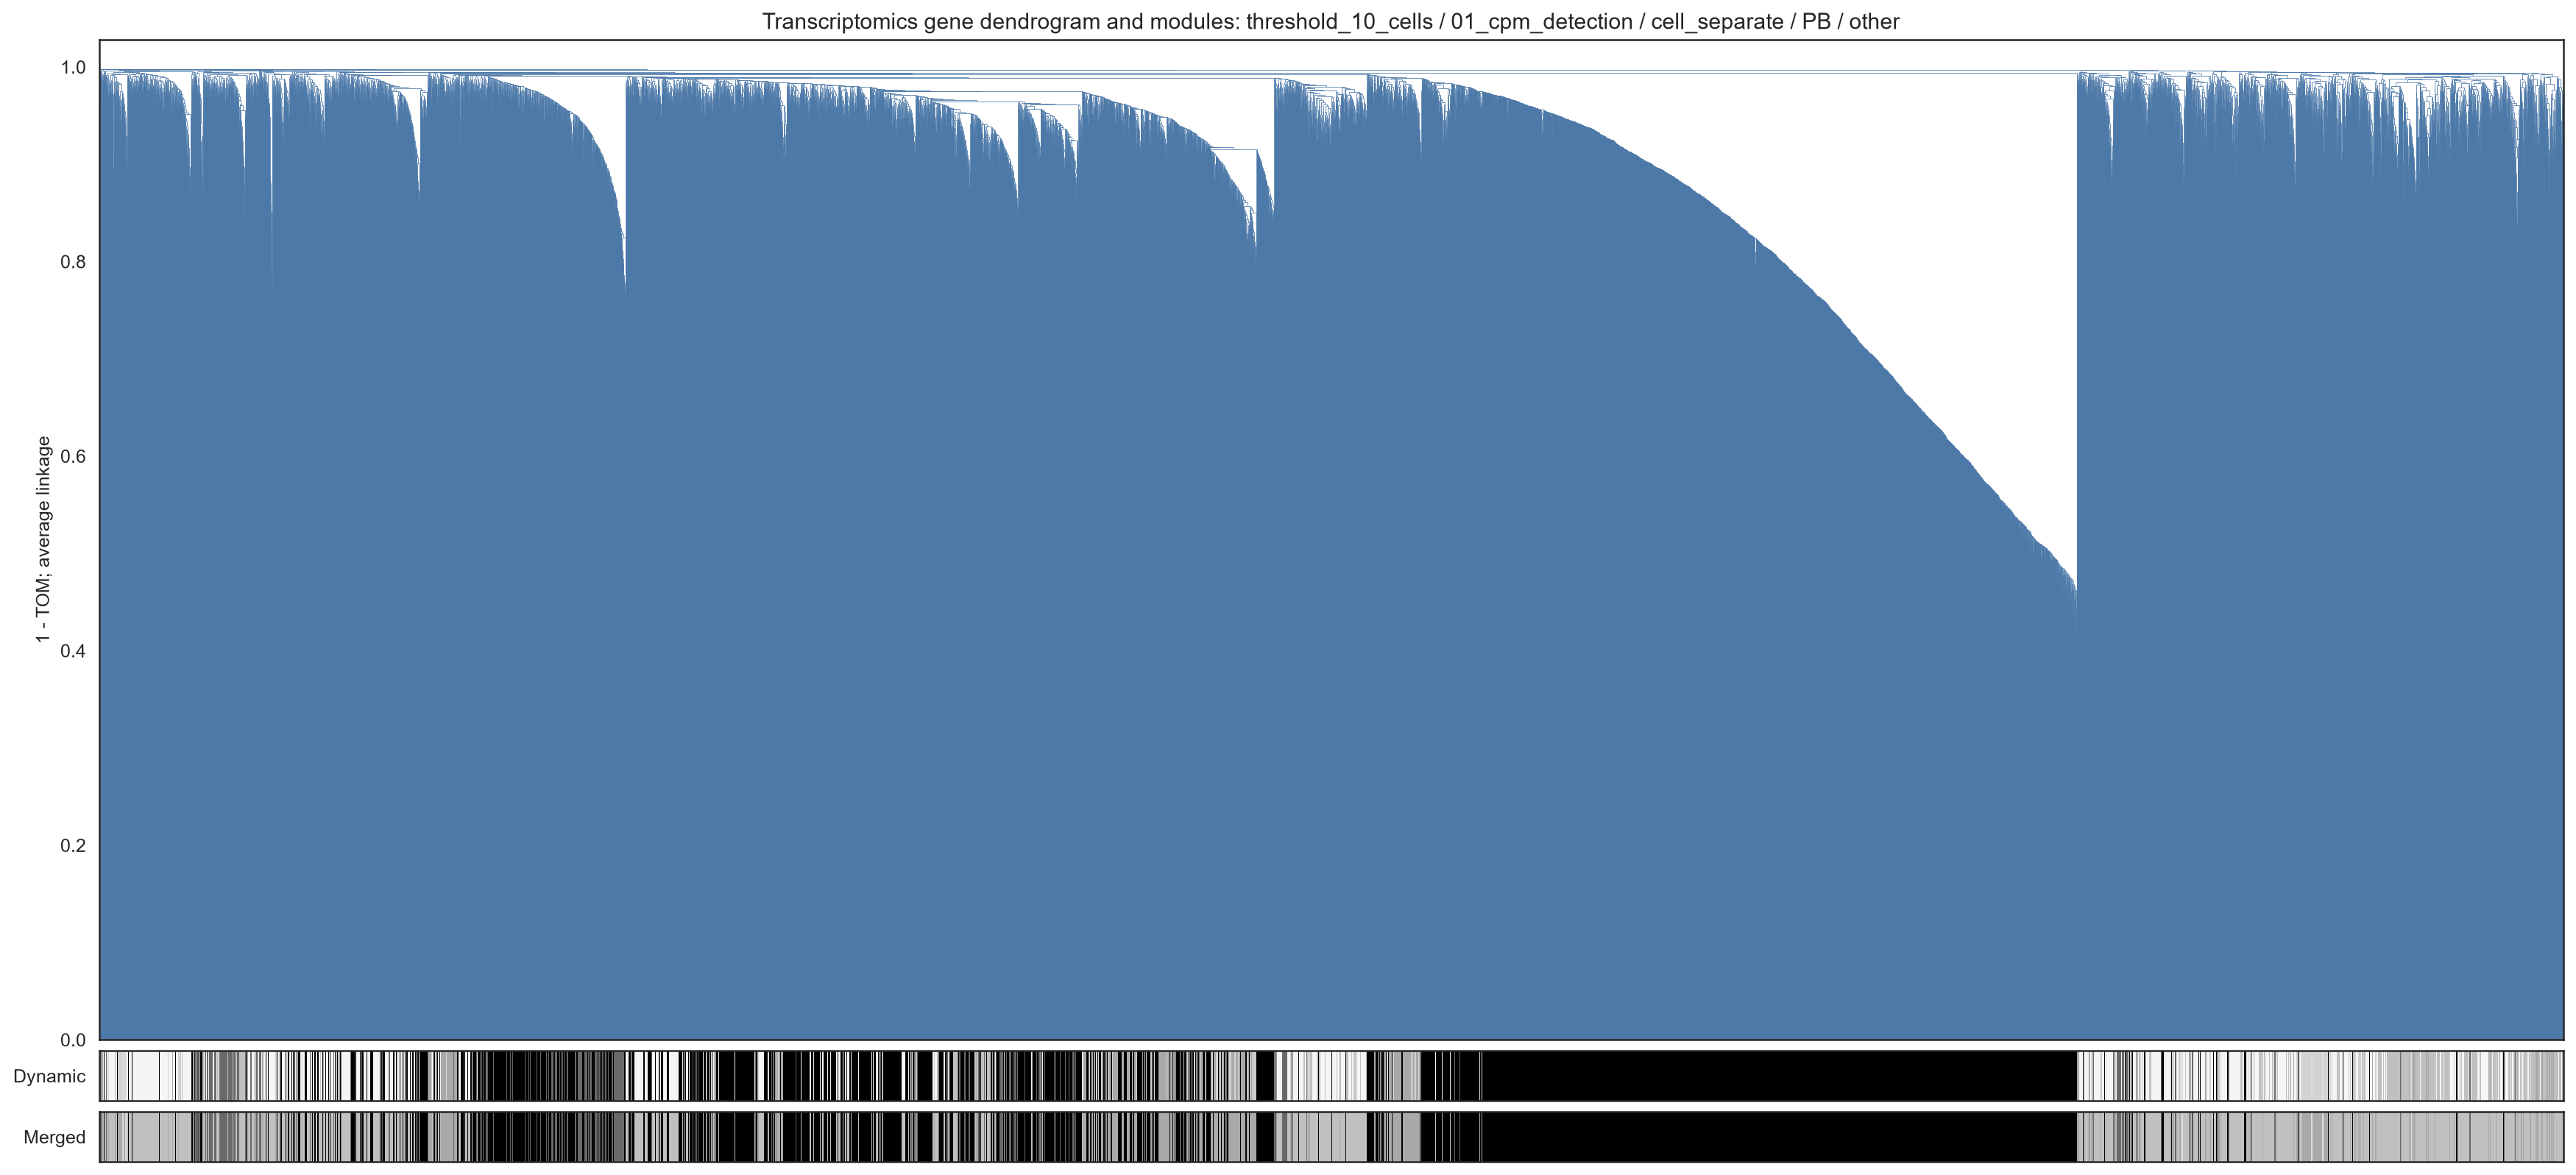 Transcriptomics gene dendrogram and modules: threshold_10_cells / 01_cpm_detection / cell_separate / PB / other
1.0
0.8
0.6
0.4
0.2
0.0
1 - TOM; average linkage
Dynamic
Merged